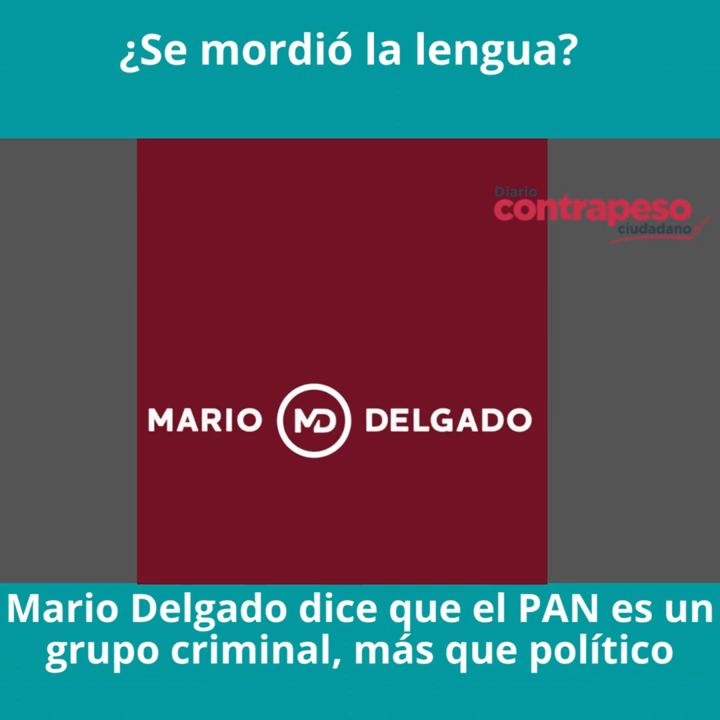 ¿Se mordió la lengua?
Diario
contrapeso
ciudadano
MARIO MD DELGADO
Mario Delgado dice que el PAN es un
grupo criminal, más que político